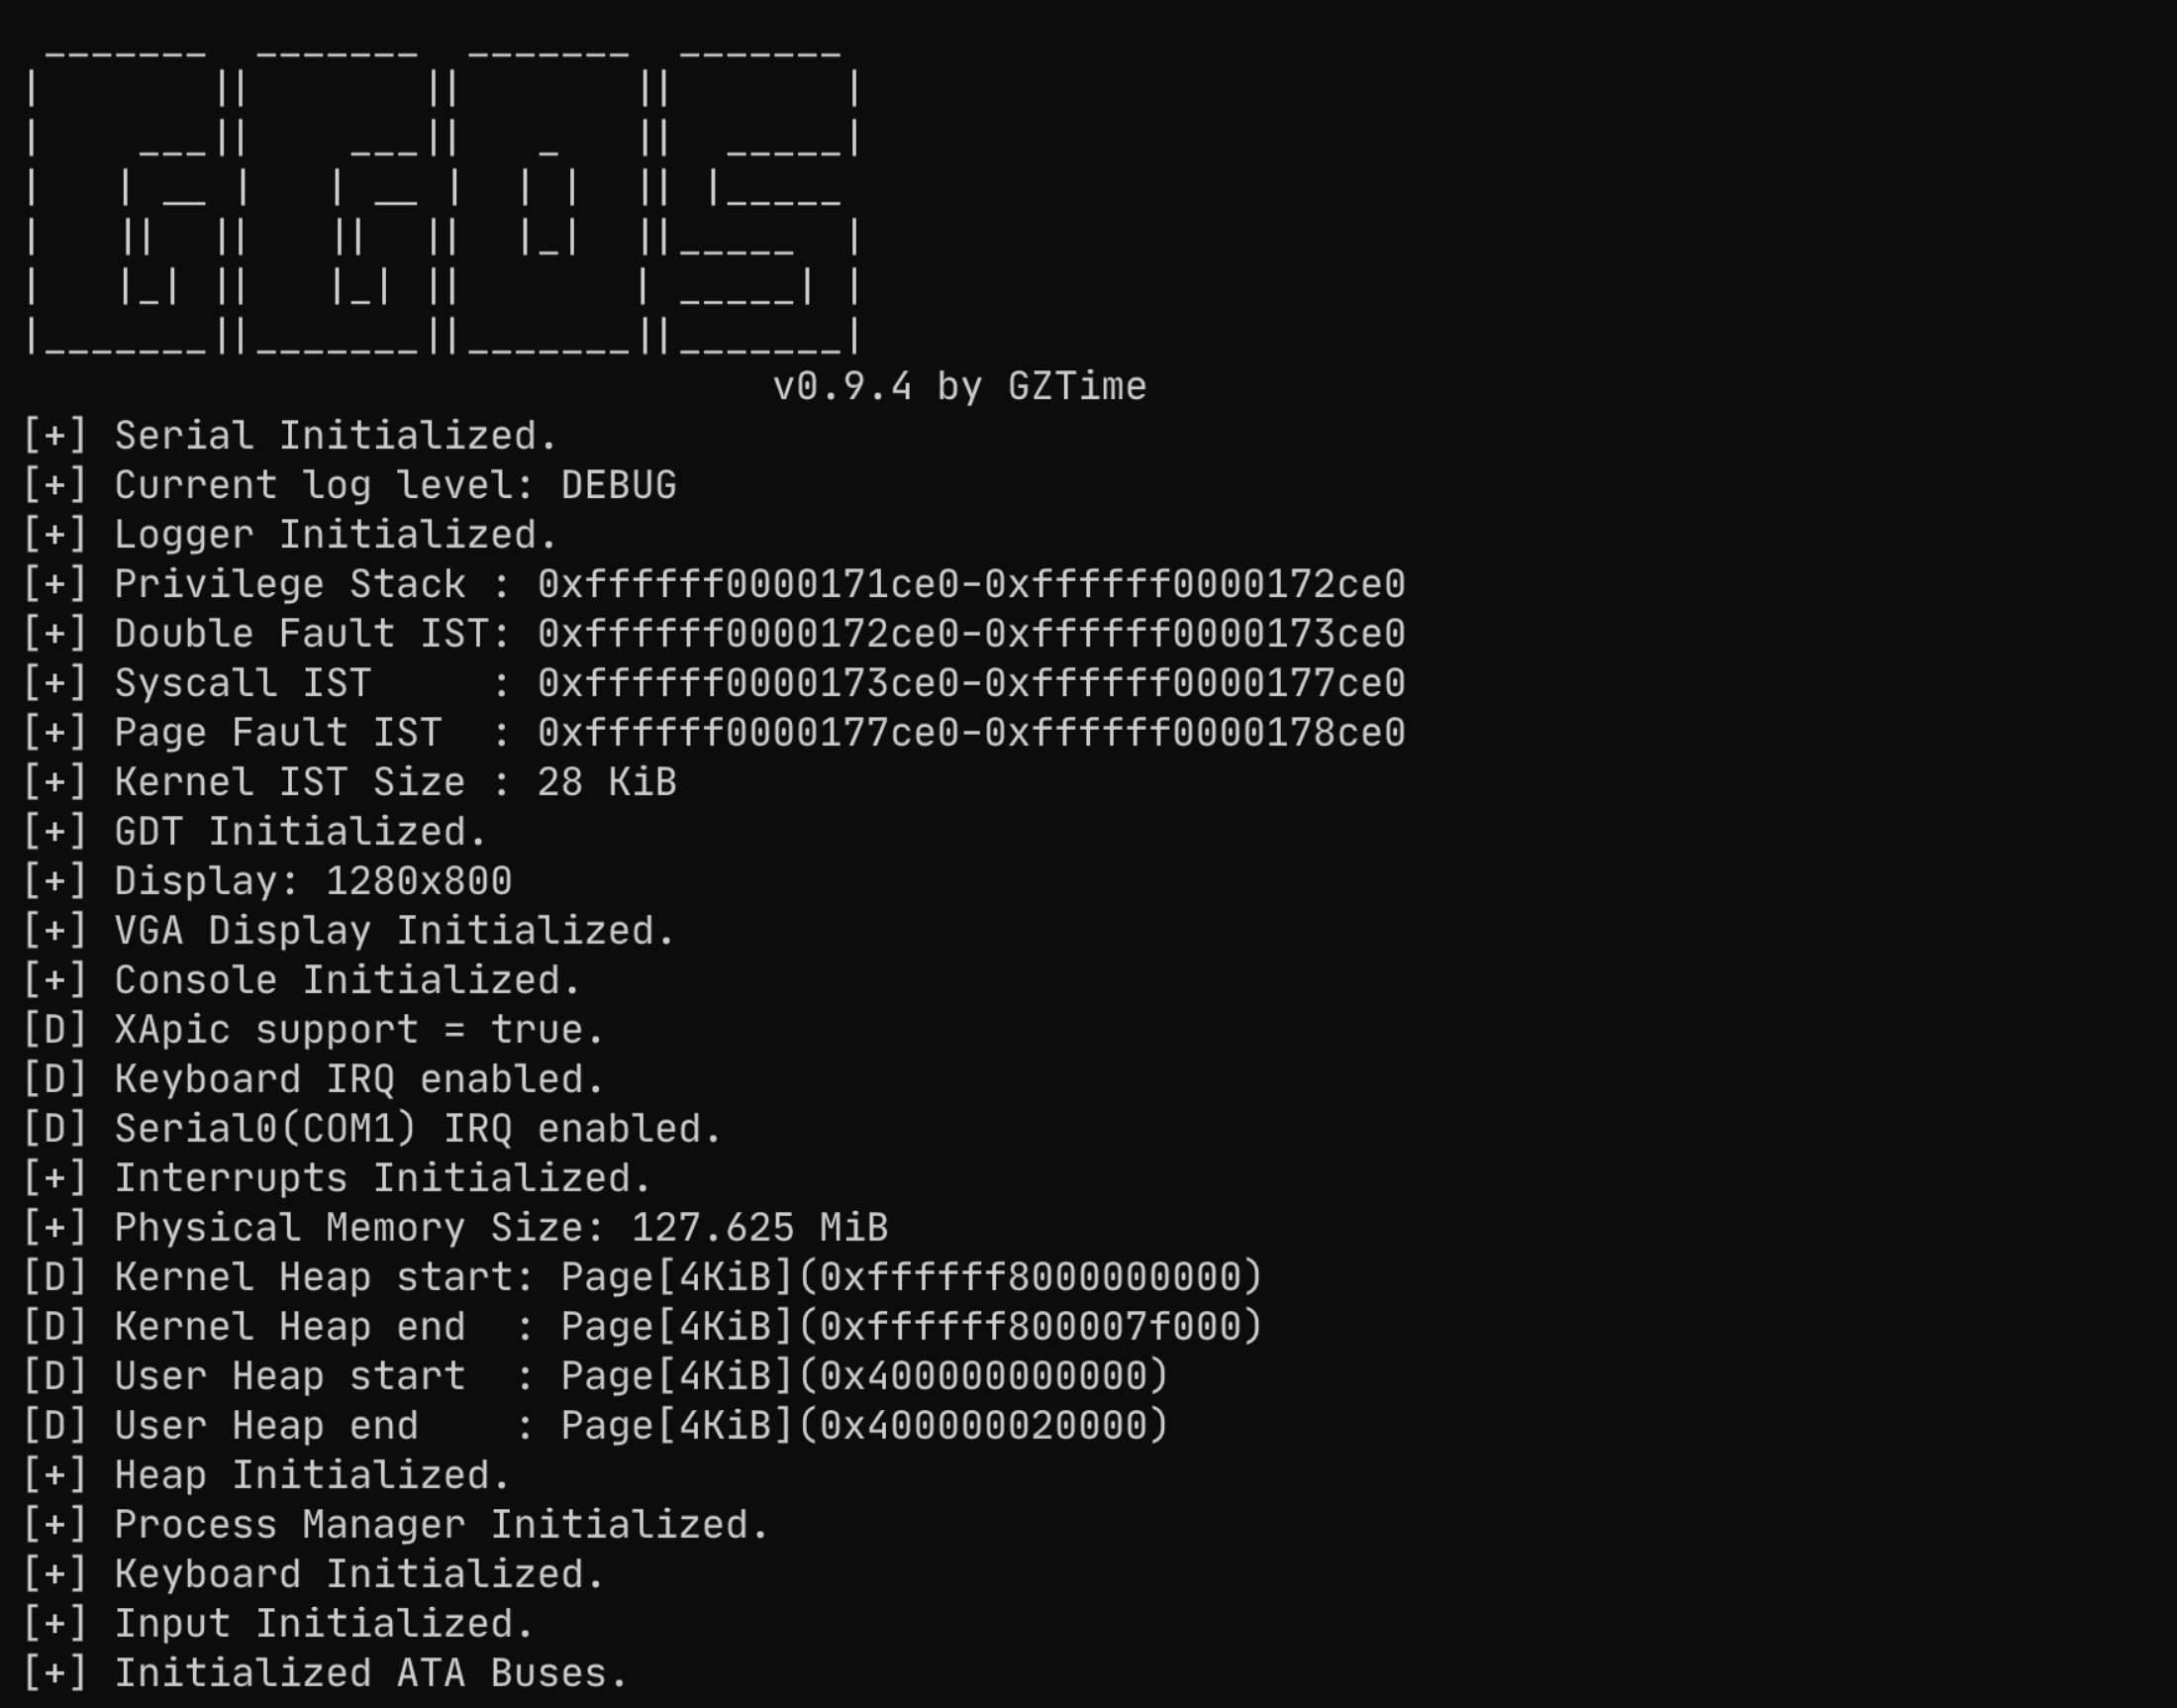 GGOS
v0.9.4 by GZTime
[+] Serial Initialized.
[+] Current log level: DEBUG
[+] Logger Initialized.
[+] Privilege Stack : 0xffffff0000171ce0-0xffffff0000172ce0
[+] Double Fault IST: 0xffffff0000172ce0-0xffffff0000173ce0
[+] Syscall IST     : 0xffffff0000173ce0-0xffffff0000177ce0
[+] Page Fault IST  : 0xffffff0000177ce0-0xffffff0000178ce0
[+] Kernel IST Size : 28 KiB
[+] GDT Initialized.
[+] Display: 1280x800
[+] VGA Display Initialized.
[+] Console Initialized.
[D] XApic support = true.
[D] Keyboard IRQ enabled.
[D] Serial0(COM1) IRQ enabled.
[+] Interrupts Initialized.
[+] Physical Memory Size: 127.625 MiB
[D] Kernel Heap start: Page[4KiB](0xffffff8000000000)
[D] Kernel Heap end  : Page[4KiB](0xffffff800007f000)
[D] User Heap start  : Page[4KiB](0x400000000000)
[D] User Heap end    : Page[4KiB](0x400000020000)
[+] Heap Initialized.
[+] Process Manager Initialized.
[+] Keyboard Initialized.
[+] Input Initialized.
[+] Initialized ATA Buses.